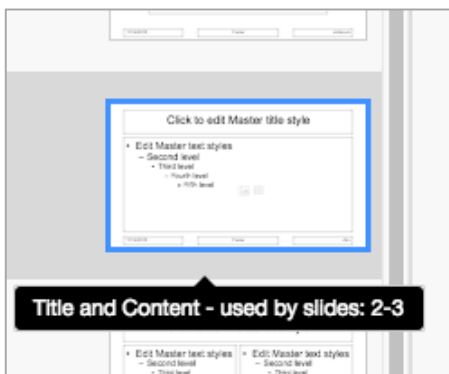 Click to edit Master title style
• Edit Master text styles
– Second level
• Third level
– Fourth level
» Fifth level
Footer
Title and Content - used by slides: 2-3
• Edit Master text styles
– Second level
• Third level
• Edit Master text styles
– Second level
• Third level